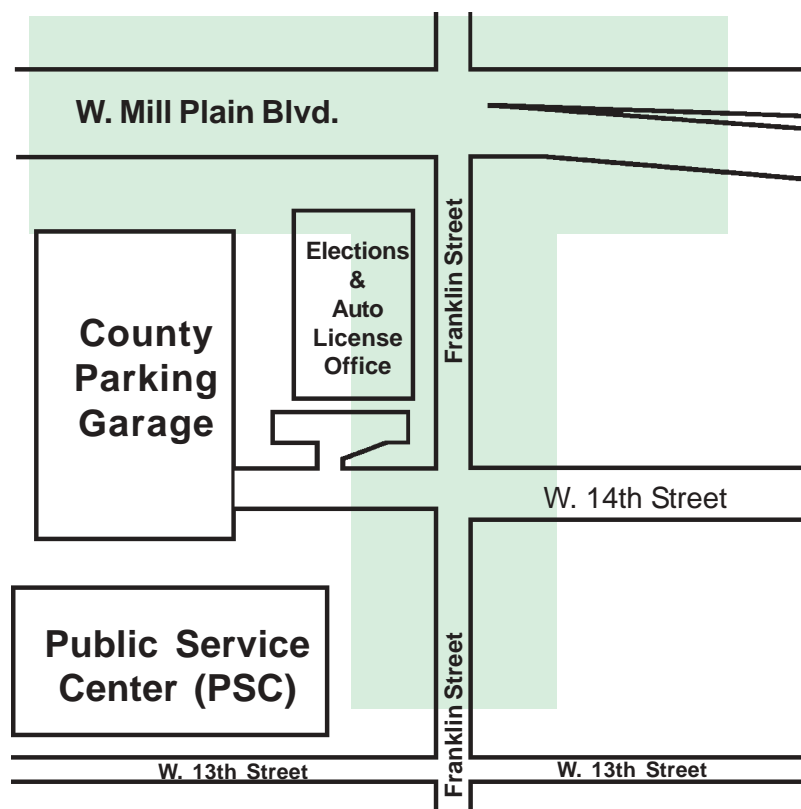 W. Mill Plain Blvd.
Elections
&
Auto
License
Office
Franklin Street
County
Parking
Garage
W. 14th Street
Public Service
Center (PSC)
Franklin Street
W. 13th Street
W. 13th Street